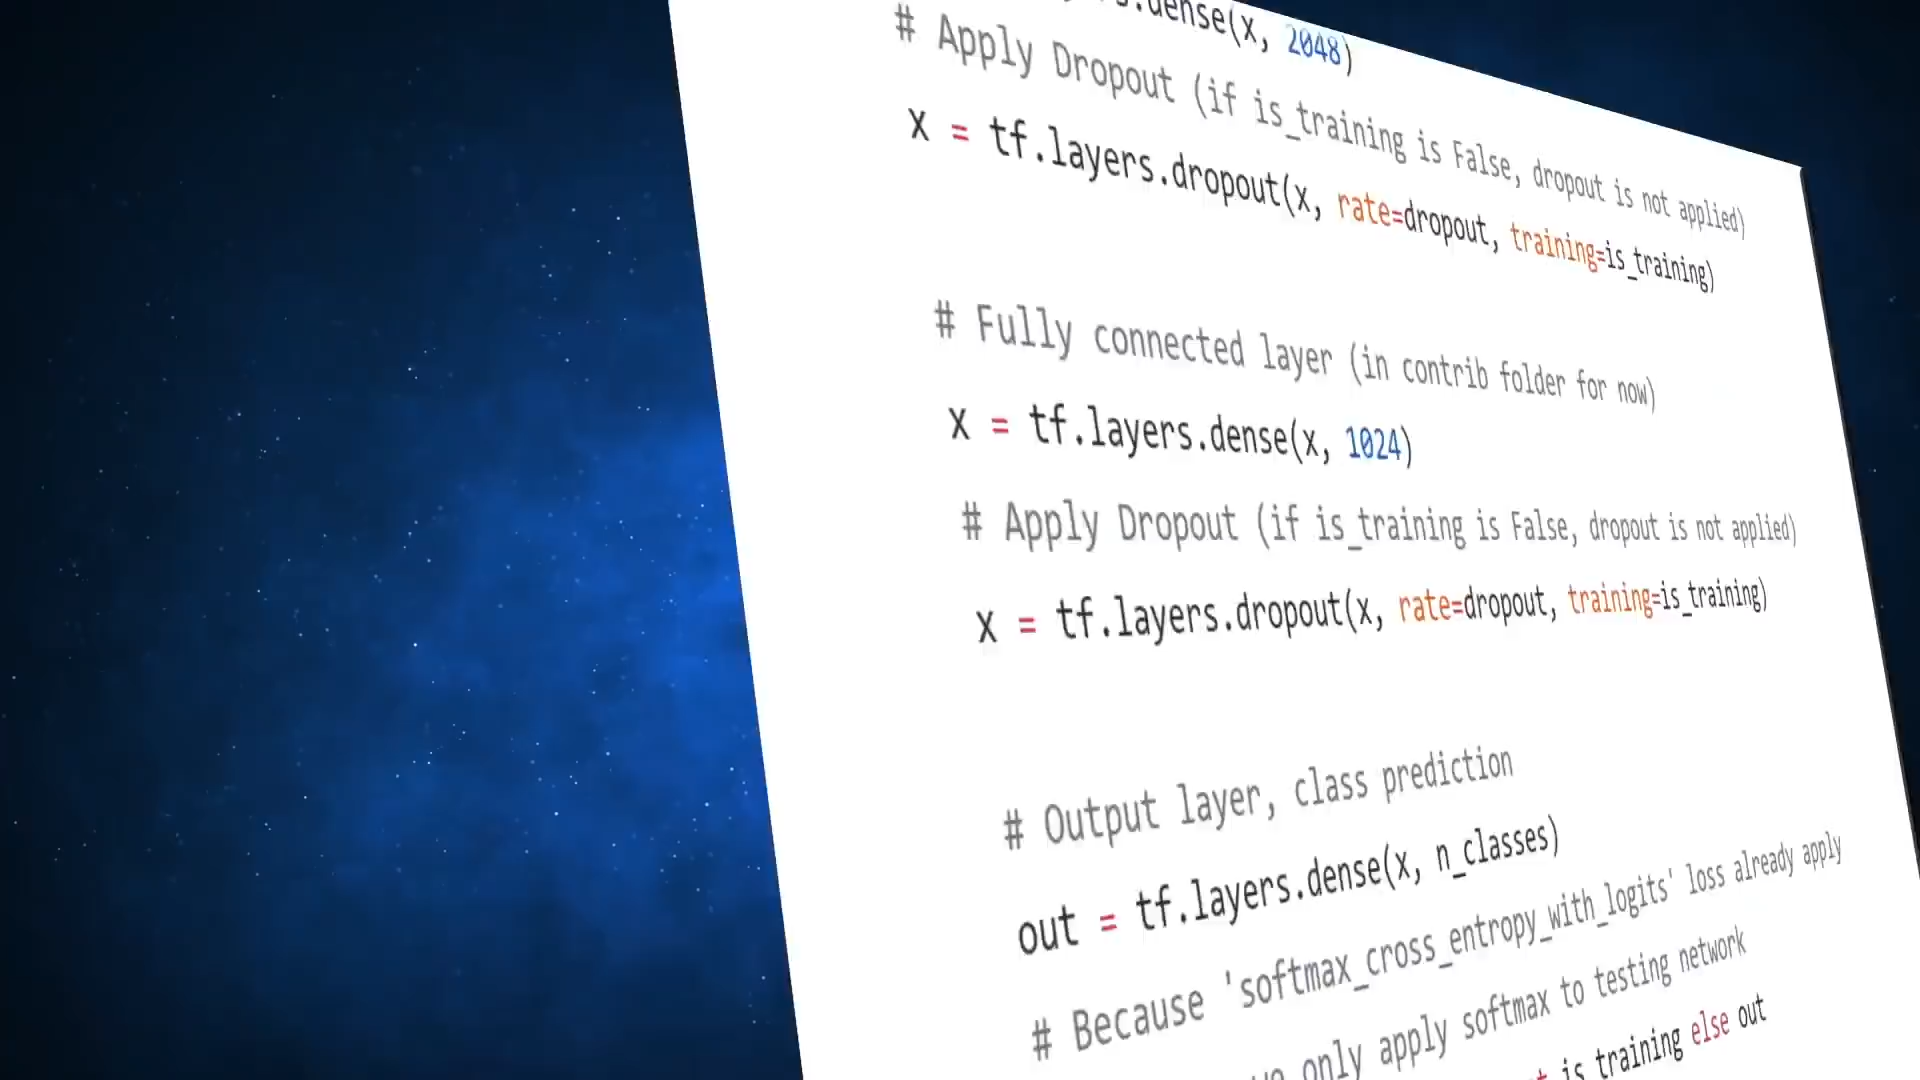 .dense(x, 2048)
# Apply Dropout (if is_training is False, dropout is not applied)
x = tf.layers.dropout(x, rate=dropout, training=is_training)
# Fully connected layer (in contrib folder for now)
x = tf.layers.dense(x, 1024)
# Apply Dropout (if is_training is False, dropout is not applied)
x = tf.layers.dropout(x, rate=dropout, training=is_training)
# Output layer, class prediction
out = tf.layers.dense(x, n_classes)
# Because 'softmax_cross_entropy_with_logits' loss already apply
only apply softmax to testing network
is_training else out